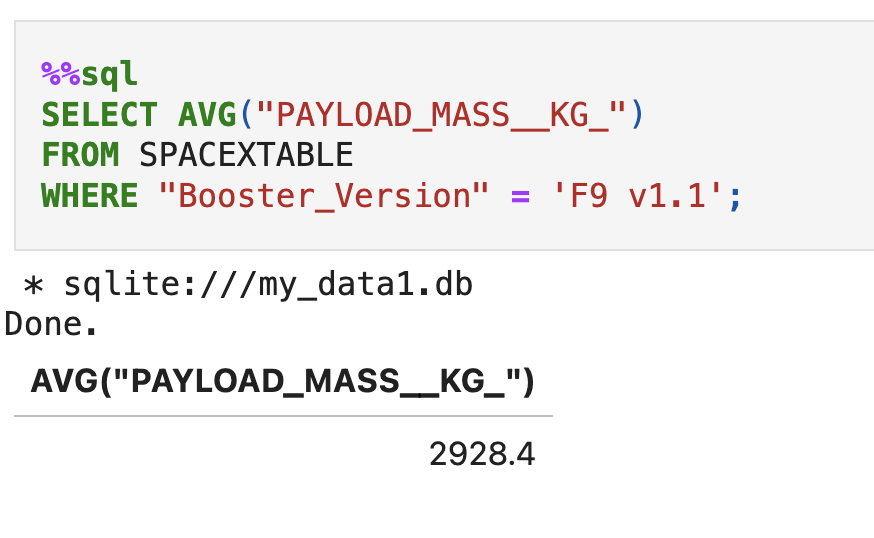 %%sql
SELECT AVG("PAYLOAD_MASS__KG_")
FROM SPACEXTABLE
WHERE "Booster_Version" = 'F9 v1.1';
* sqlite:///my_data1.db
Done.
AVG("PAYLOAD_MASS__KG_")
2928.4